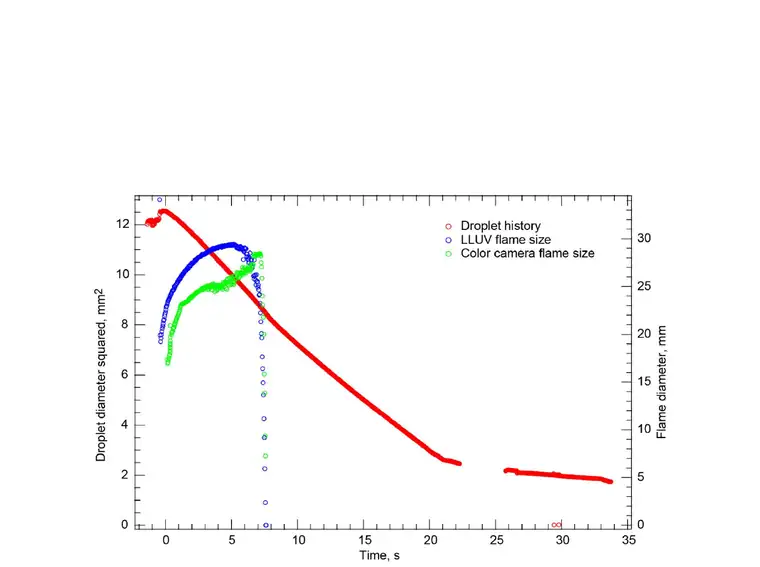 Droplet history
LLUV flame size
Color camera flame size
Droplet diameter squared, mm2
12
10
8
6
4
2
0
30
25
20
15
10
5
0
Flame diameter, mm
0 5 10 15 20 25 30 35
Time, s